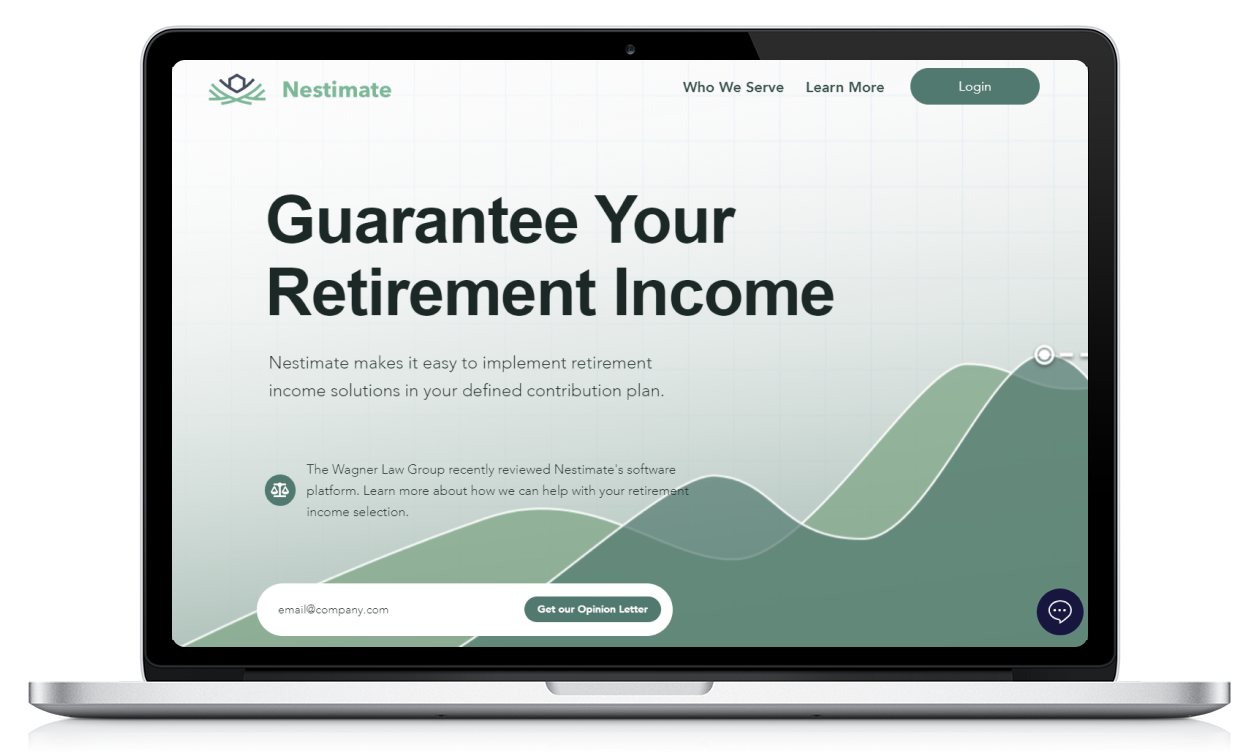 Nestimate
Who We Serve
Learn More
Login
Guarantee Your
Retirement Income
Nestimate makes it easy to implement retirement
income solutions in your defined contribution plan.
The Wagner Law Group recently reviewed Nestimate's software
platform. Learn more about how we can help with your retirement
income selection.
email@company.com
Get our Opinion Letter